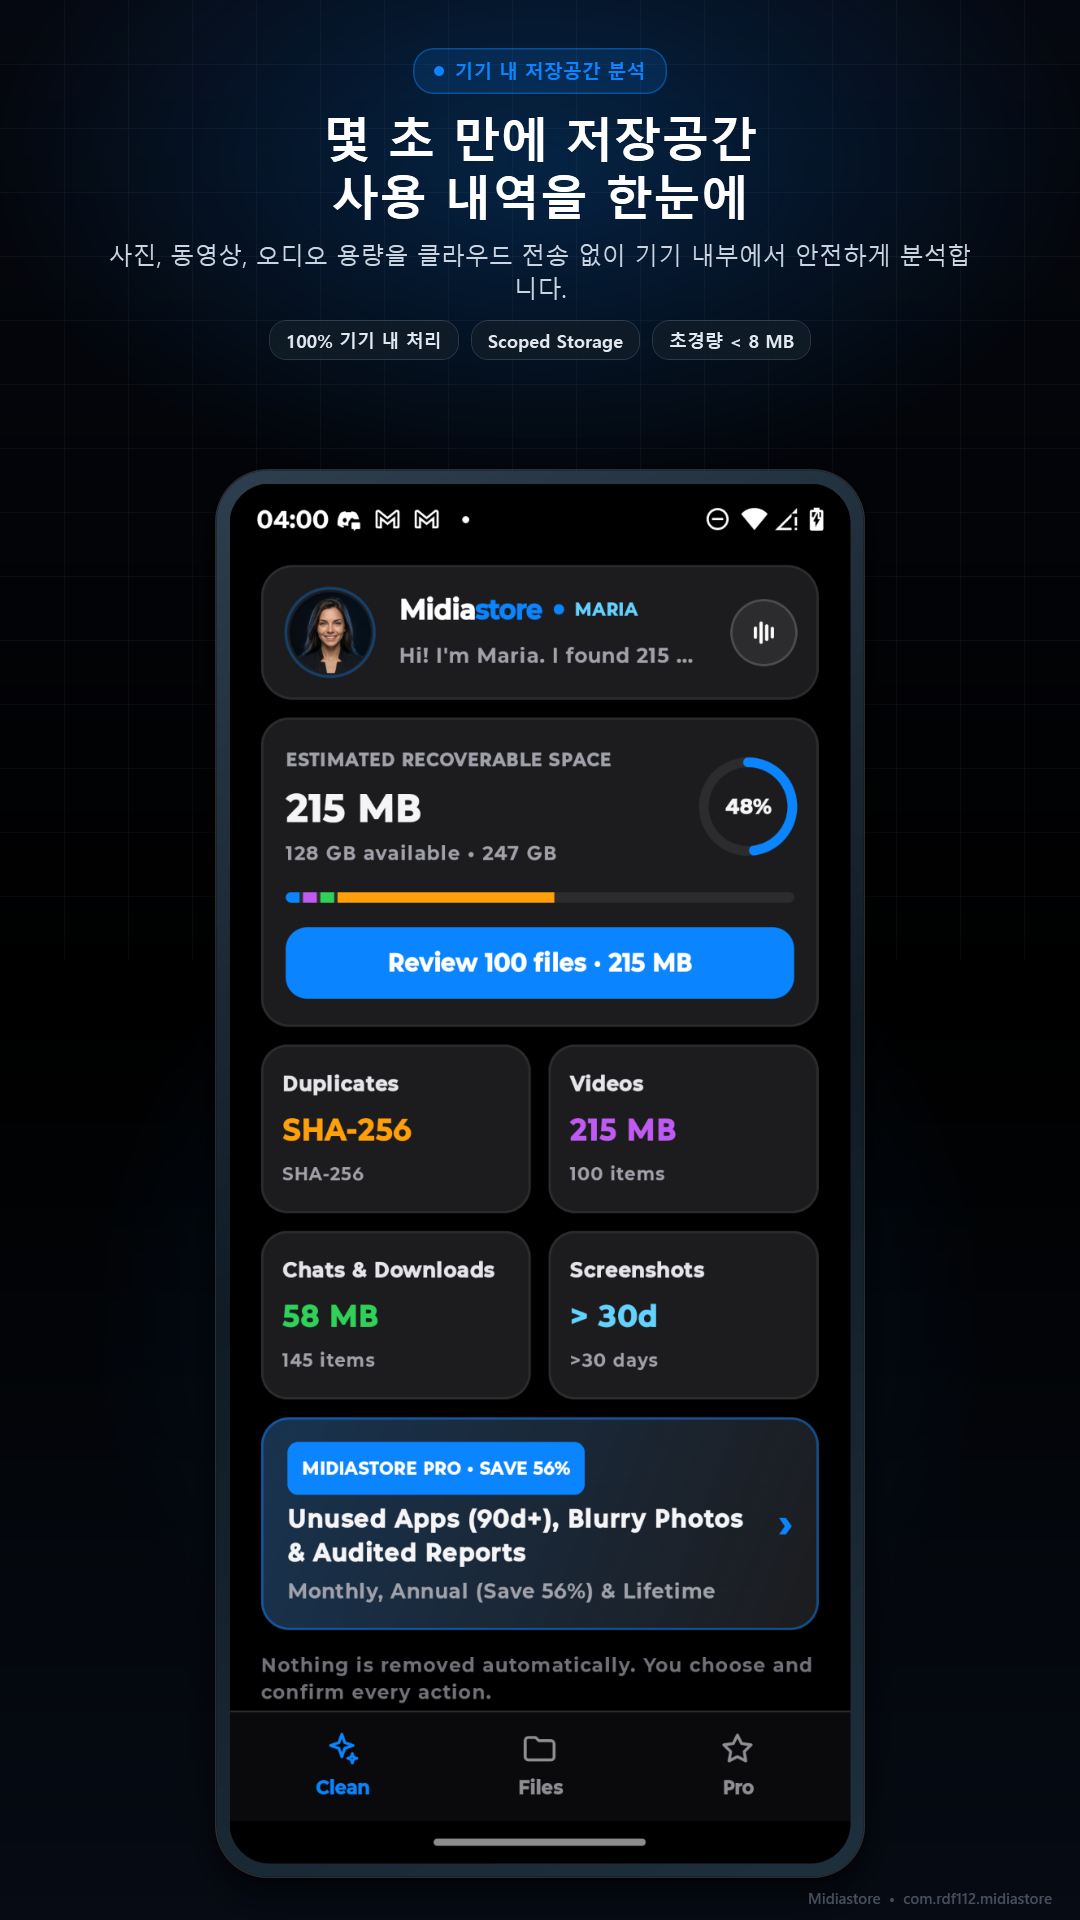 기기 내 저장공간 분석
몇 초 만에 저장공간
사용 내역을 한눈에
사진, 동영상, 오디오 용량을 클라우드 전송 없이 기기 내부에서 안전하게 분석합
니다.
100% 기기 내 처리
Scoped Storage
초경량 < 8 MB
04:00
Midiastore • MARIA
Hi! I'm Maria. I found 215 ...
ESTIMATED RECOVERABLE SPACE
215 MB
48%
128 GB available • 247 GB
Review 100 files · 215 MB
Duplicates
SHA-256
SHA-256
Videos
215 MB
100 items
Chats & Downloads
58 MB
145 items
Screenshots
> 30d
>30 days
MIDIASTORE PRO • SAVE 56%
Unused Apps (90d+), Blurry Photos
& Audited Reports
Monthly, Annual (Save 56%) & Lifetime
Nothing is removed automatically. You choose and
confirm every action.
Clean
Files
Pro
Midiastore • com.rdf112.midiastore